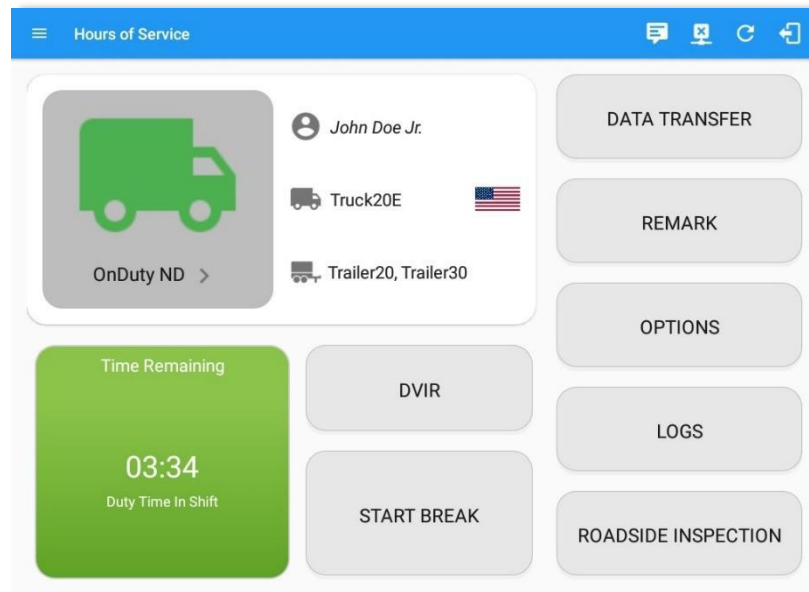 Hours of Service
John Doe Jr.
Truck20E
OnDuty ND
Trailer20, Trailer30
DATA TRANSFER
REMARK
OPTIONS
LOGS
ROADSIDE INSPECTION
Time Remaining
03:34
Duty Time In Shift
DVIR
START BREAK